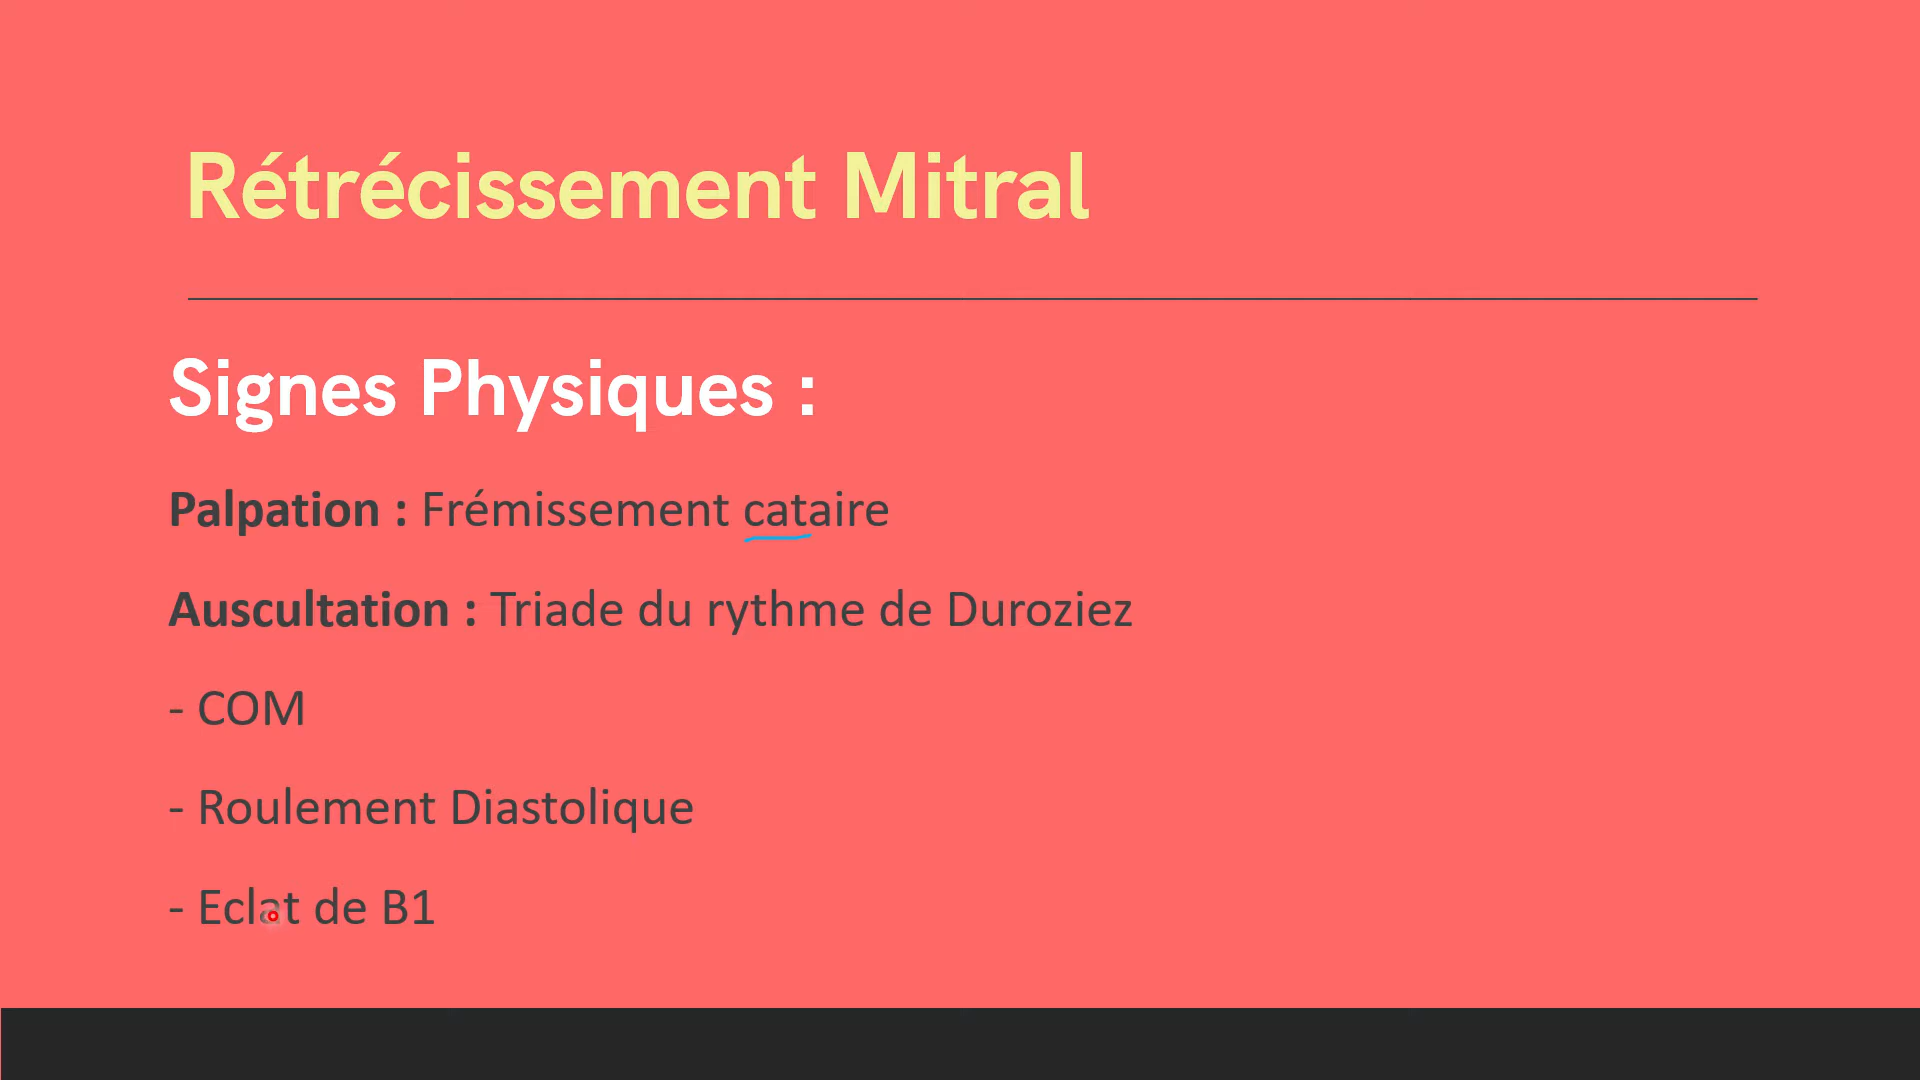 Rétrécissement Mitral
Signes Physiques :
Palpation : Frémissement cataire
Auscultation : Triade du rythme de Duroziez
- COM
- Roulement Diastolique
- Eclat de B1